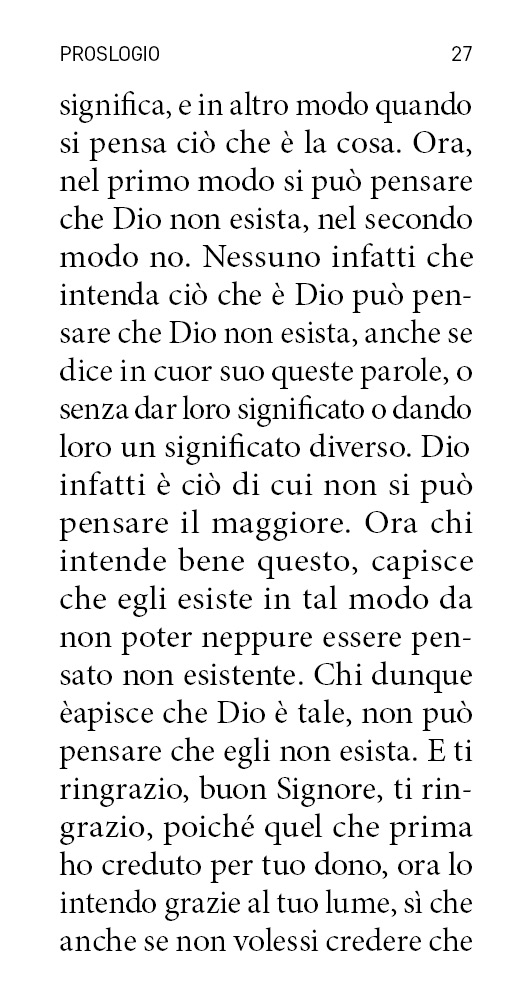 PROSLOGIO 27
significa, e in altro modo quando
si pensa ciò che è la cosa. Ora,
nel primo modo si può pensare
che Dio non esista, nel secondo
modo no. Nessuno infatti che
intenda ciò che è Dio può pen-
sare che Dio non esista, anche se
dice in cuor suo queste parole, o
senza dar loro significato o dando
loro un significato diverso. Dio
infatti è ciò di cui non si può
pensare il maggiore. Ora chi
intende bene questo, capisce
che egli esiste in tal modo da
non poter neppure essere pen-
sato non esistente. Chi dunque
èapisce che Dio è tale, non può
pensare che egli non esista. E ti
ringrazio, buon Signore, ti rin-
grazio, poiché quel che prima
ho creduto per tuo dono, ora lo
intendo grazie al tuo lume, sì che
anche se non volessi credere che